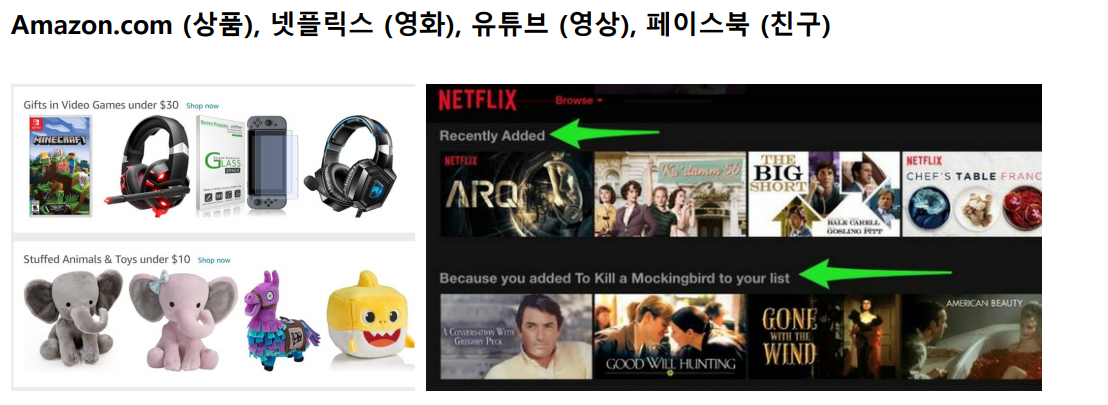 Amazon.com (상품), 넷플릭스 (영화), 유튜브 (영상), 페이스북 (친구)
Gifts in Video Games under $30 Shop now
MINECRAFT
GLASS
Stuffed Animals & Toys under $10 Shop now
NETFLIX
Browse
Recently Added
NETFLIX
ARQ
Ku'damm 56
THE BIG SHORT
BALE CARELL
GOSLING PITT
NETFLIX
CHEF'S TABLE FRANC
Because you added To Kill a Mockingbird to your list
A CONVERSATION WITH
GREGORY PECK
GOOD WILL HUNTING
GONE
WITH THE
WIND
AMERICAN BEAUTY